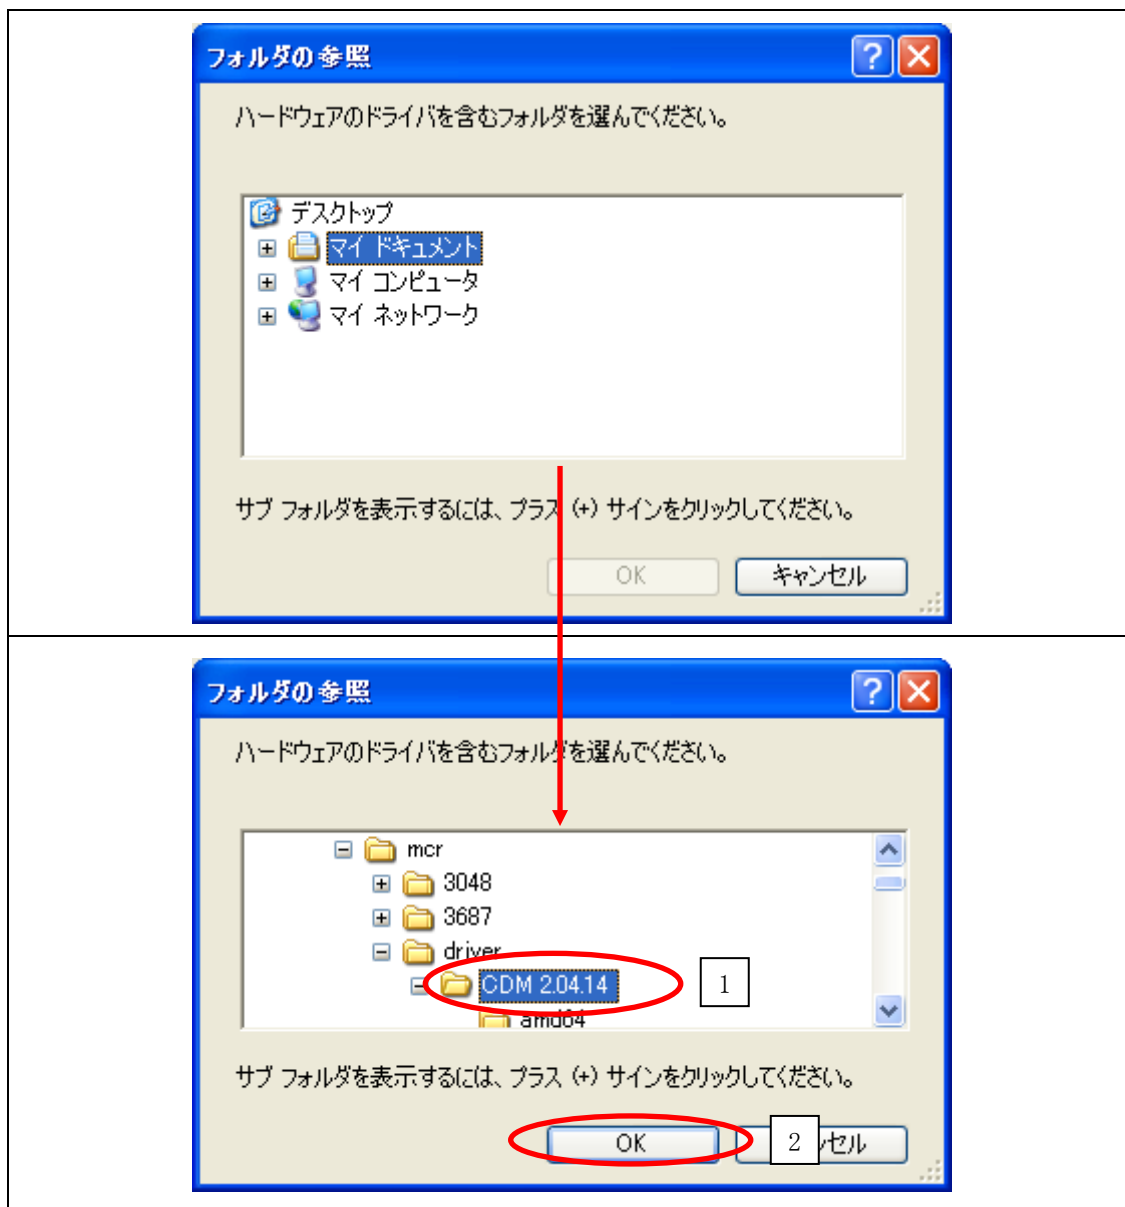 フォルダの参照
ハードウェアのドライバを含むフォルダを選んでください。
デスクトップ
マイ ドキュメント
マイ コンピュータ
マイ ネットワーク
サブ フォルダを表示するには、プラス (+) サインをクリックしてください。
OK キャンセル
フォルダの参照
ハードウェアのドライバを含むフォルダを選んでください。
mcr
3048
3687
driver
CDM 2.04.14 1
amd64
サブ フォルダを表示するには、プラス (+) サインをクリックしてください。
OK 2 ンセル